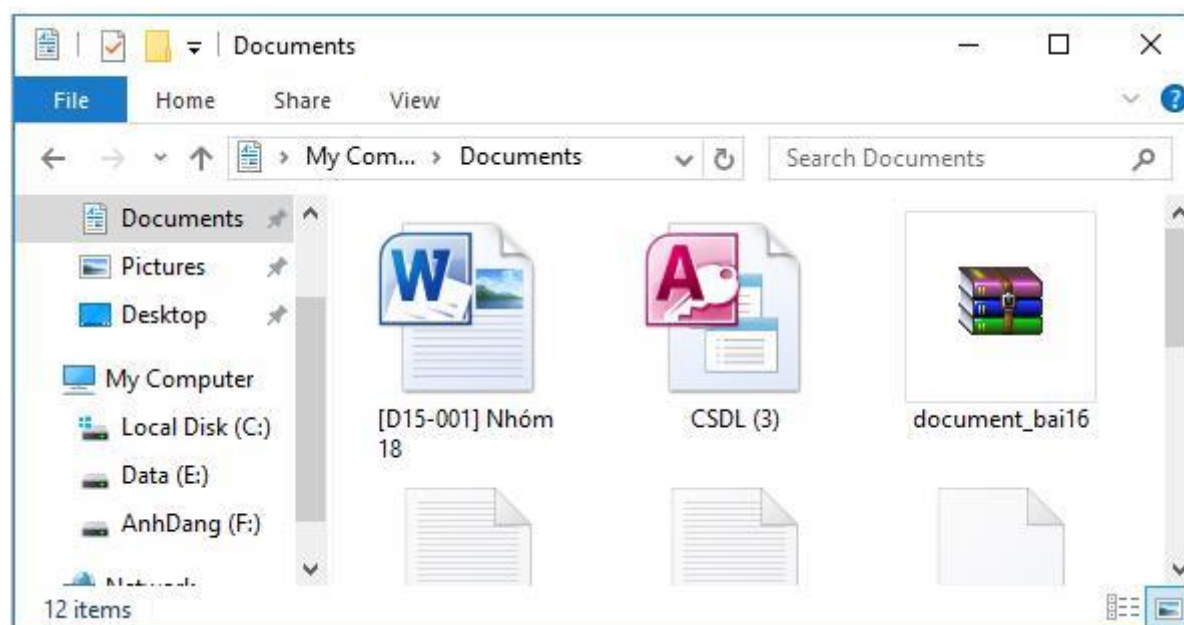 Documents
File Home Share View
My Com... Documents
Search Documents
Documents
Pictures
Desktop
My Computer
Local Disk (C:)
Data (E:)
AnhDang (F:)
[D15-001] Nhóm
18
CSDL (3)
document_bai16
12 items